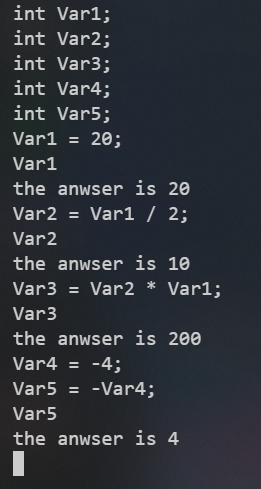 int Var1;
int Var2;
int Var3;
int Var4;
int Var5;
Var1 = 20;
Var1
the anwser is 20
Var2 = Var1 / 2;
Var2
the anwser is 10
Var3 = Var2 * Var1;
Var3
the anwser is 200
Var4 = -4;
Var5 = -Var4;
Var5
the anwser is 4